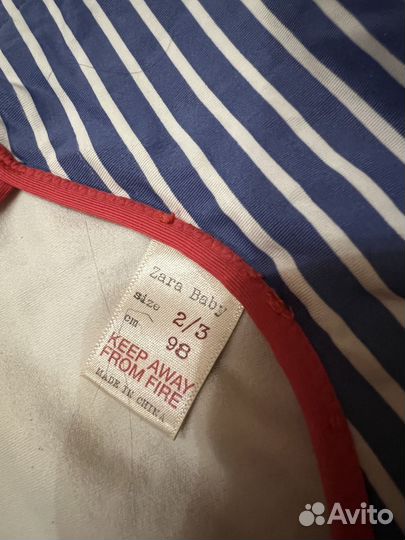 Zara Baby
size 2/3
cm 98
KEEP AWAY
FROM FIRE
MADE IN CHINA
Avito